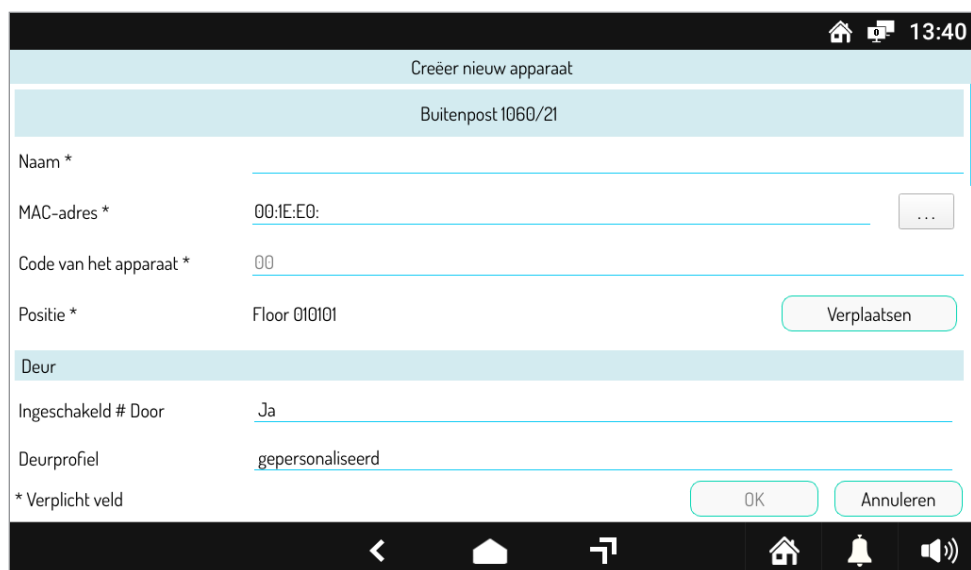 13:40
Creëer nieuw apparaat
Buitenpost 1060/21
Naam *
MAC-adres * 00:1E:E0: ...
Code van het apparaat * 00
Positie * Floor 010101 Verplaatsen
Deur
Ingeschakeld # Door Ja
Deurprofiel gepersonaliseerd
* Verplicht veld OK Annuleren